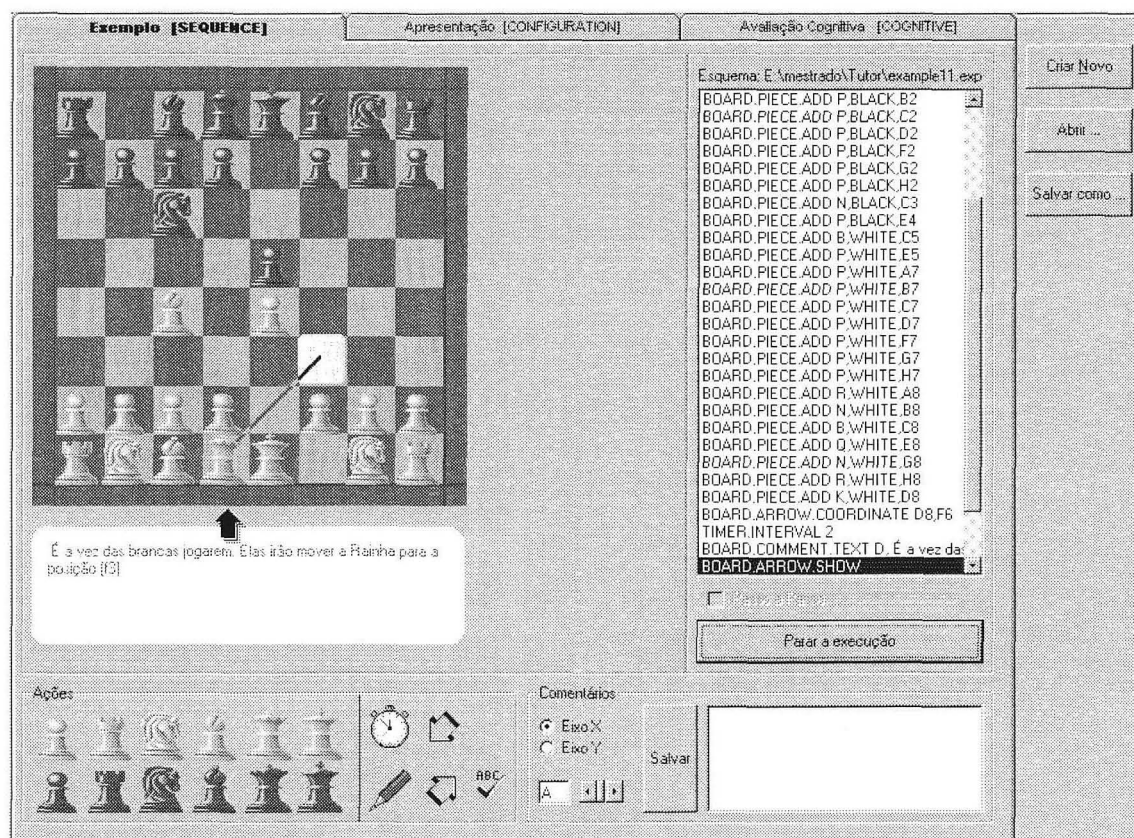 Exemplo [SEQUENCE]
Apresentação [CONFIGURATION]
Avaliação Cognitiva [COGNITIVE]
Criar Novo
Abrir ...
Salvar como ...
Esquema: E:\mestrado\Tutor\example11.exp
BOARD.PIECE.ADD P,BLACK,B2
BOARD.PIECE.ADD P,BLACK,C2
BOARD.PIECE.ADD P,BLACK,D2
BOARD.PIECE.ADD P,BLACK,F2
BOARD.PIECE.ADD P,BLACK,G2
BOARD.PIECE.ADD P,BLACK,H2
BOARD.PIECE.ADD N,BLACK,C3
BOARD.PIECE.ADD P,BLACK,E4
BOARD.PIECE.ADD B,WHITE,C5
BOARD.PIECE.ADD P,WHITE,E5
BOARD.PIECE.ADD P,WHITE,A7
BOARD.PIECE.ADD P,WHITE,B7
BOARD.PIECE.ADD P,WHITE,C7
BOARD.PIECE.ADD P,WHITE,D7
BOARD.PIECE.ADD P,WHITE,F7
BOARD.PIECE.ADD P,WHITE,G7
BOARD.PIECE.ADD P,WHITE,H7
BOARD.PIECE.ADD R,WHITE,A8
BOARD.PIECE.ADD N,WHITE,B8
BOARD.PIECE.ADD B,WHITE,C8
BOARD.PIECE.ADD Q,WHITE,E8
BOARD.PIECE.ADD N,WHITE,G8
BOARD.PIECE.ADD R,WHITE,H8
BOARD.PIECE.ADD K,WHITE,D8
BOARD.ARROW.COORDINATE D8,F6
TIMER.INTERVAL 2
BOARD.COMMENT.TEXT D, É a vez das
BOARD.ARROW.SHOW
Parar a execução
É a vez das brancas jogarem. Elas irão mover a Rainha para a
posição [f3]
Ações
ABC
Comentários
Eixo X
Eixo Y
A
Salvar